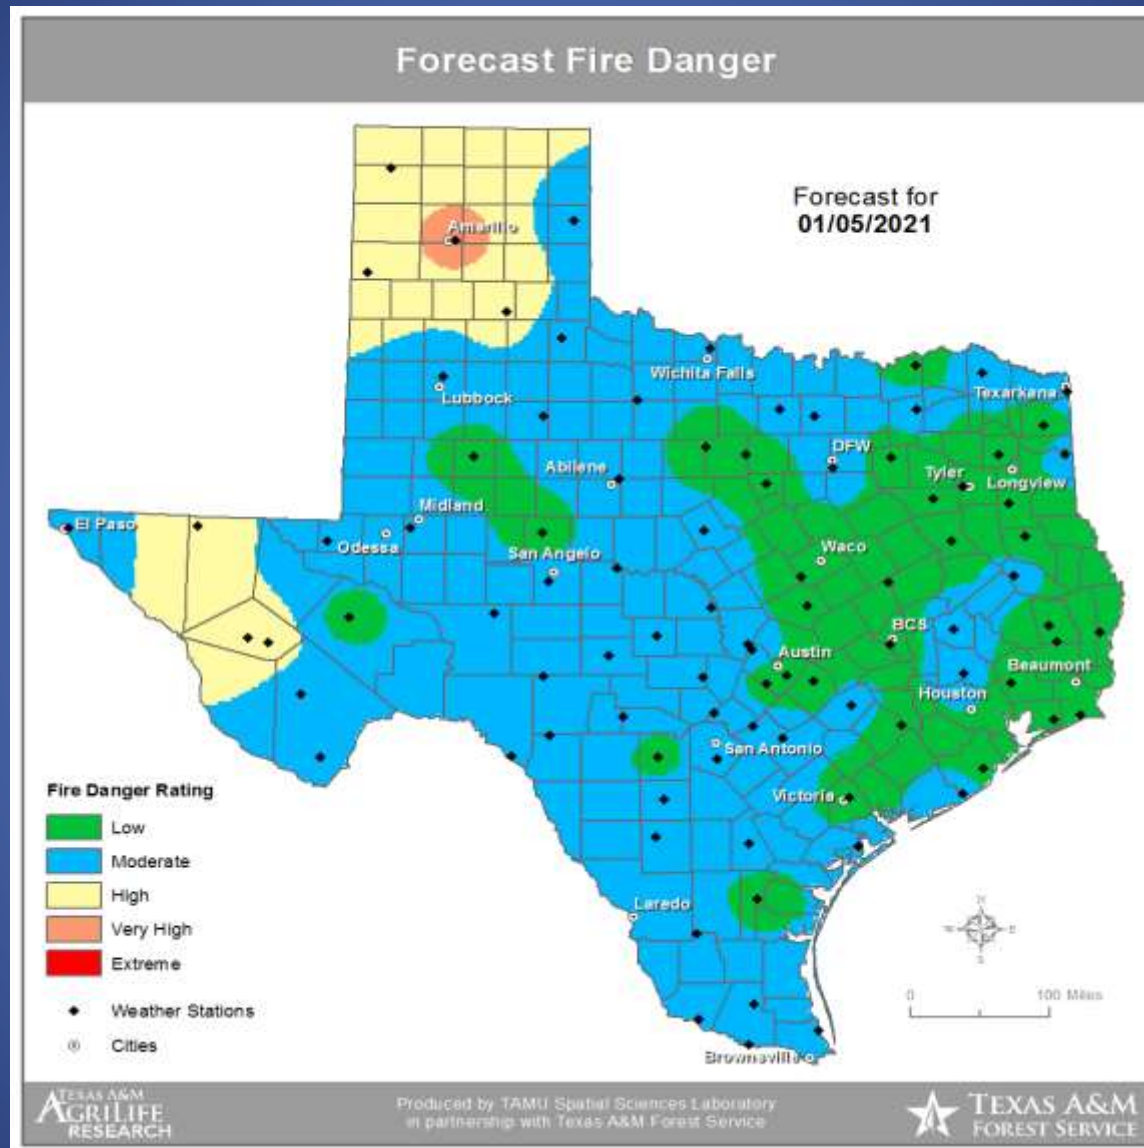 Forecast Fire Danger
Forecast for
01/05/2021
Amarillo
Wichita Falls
Lubbock
Texarkana
DFW
Abilene
Tyler
Longview
Midland
El Paso
Odessa
San Angelo
Waco
BCS
Austin
Beaumont
Houston
San Antonio
Victoria
Laredo
Brownsville
Fire Danger Rating
Low
Moderate
High
Very High
Extreme
Weather Stations
Cities
N
W E
S
0 100 Miles
TEXAS A&M
AGRILIFE
RESEARCH
Produced by TAMU Spatial Sciences Laboratory
in partnership with Texas A&M Forest Service
TEXAS A&M
FOREST SERVICE